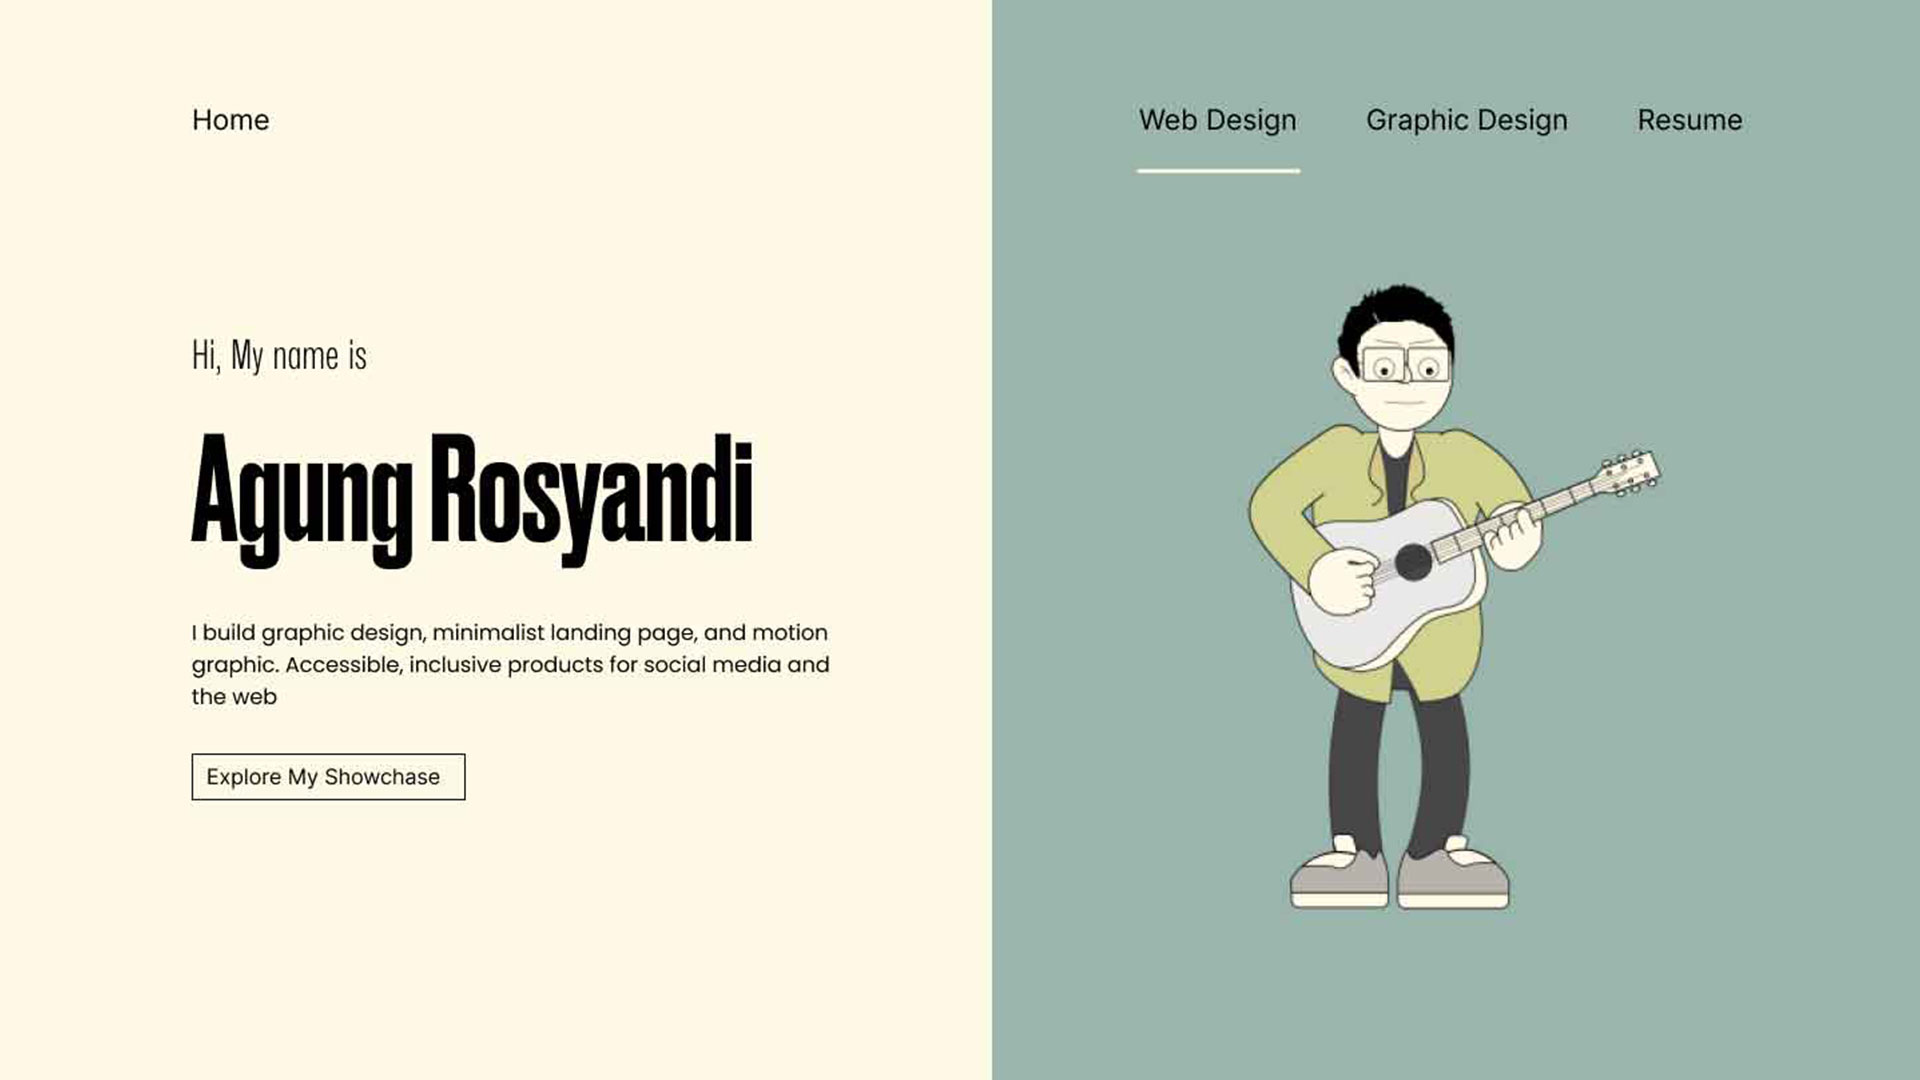 Home
Web Design
Graphic Design
Resume
Hi, My name is
Agung Rosyandi
I build graphic design, minimalist landing page, and motion
graphic. Accessible, inclusive products for social media and
the web
Explore My Showchase